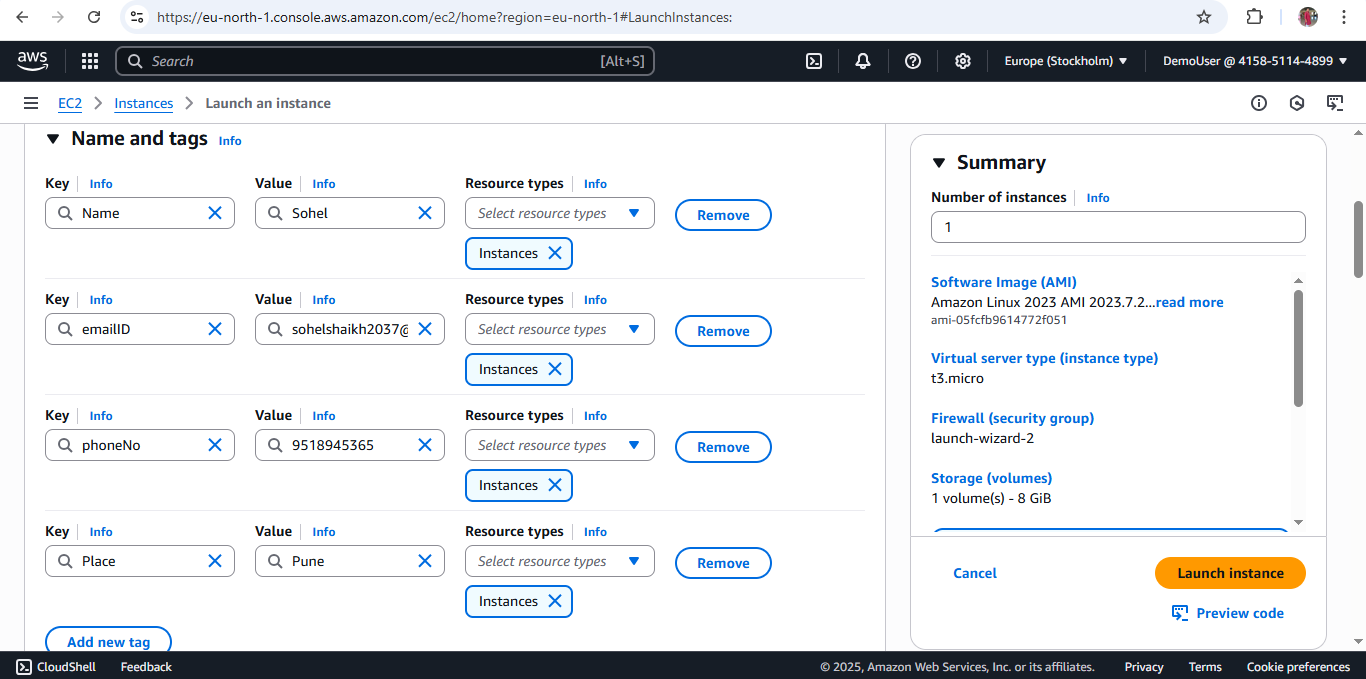 https://eu-north-1.console.aws.amazon.com/ec2/home?region=eu-north-1#LaunchInstances:
aws
Search [Alt+S]
Europe (Stockholm)
DemoUser @ 4158-5114-4899
EC2 > Instances > Launch an instance
Name and tags Info
Key Info Value Info Resource types Info
Name Sohel Select resource types Remove
Instances
Key Info Value Info Resource types Info
emailID sohelshaikh2037@ Select resource types Remove
Instances
Key Info Value Info Resource types Info
phoneNo 9518945365 Select resource types Remove
Instances
Key Info Value Info Resource types Info
Place Pune Select resource types Remove
Instances
Add new tag
Summary
Number of instances Info
1
Software Image (AMI)
Amazon Linux 2023 AMI 2023.7.2...read more
ami-05fcfb9614772f051
Virtual server type (instance type)
t3.micro
Firewall (security group)
launch-wizard-2
Storage (volumes)
1 volume(s) - 8 GiB
Cancel
Launch instance
Preview code
CloudShell Feedback © 2025, Amazon Web Services, Inc. or its affiliates. Privacy Terms Cookie preferences